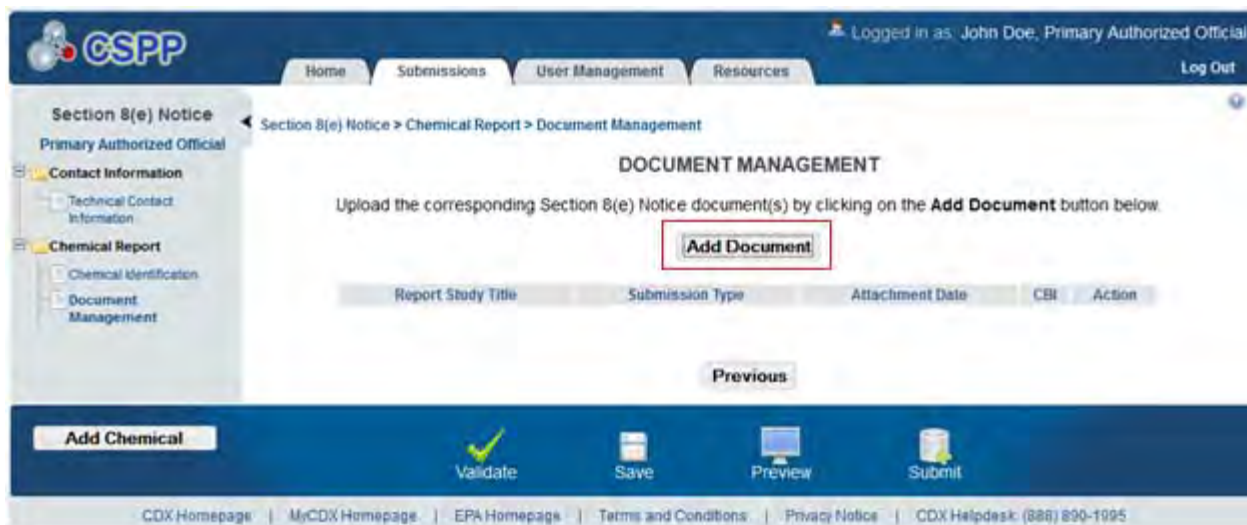 CSPP
Logged in as: John Doe, Primary Authorized Official
Log Out
Home Submissions User Management Resources
Section 8(e) Notice
Primary Authorized Official
Contact Information
Technical Contact
Information
Chemical Report
Chemical Identification
Document
Management
Section 8(e) Notice > Chemical Report > Document Management
DOCUMENT MANAGEMENT
Upload the corresponding Section 8(e) Notice document(s) by clicking on the Add Document button below.
Add Document
Report Study Title Submission Type Attachment Date CBI Action
Previous
Add Chemical
Validate Save Preview Submit
CDX Homepage | MyCDX Homepage | EPA Homepage | Terms and Conditions | Privacy Notice | CDX Helpdesk: (888) 890-1995